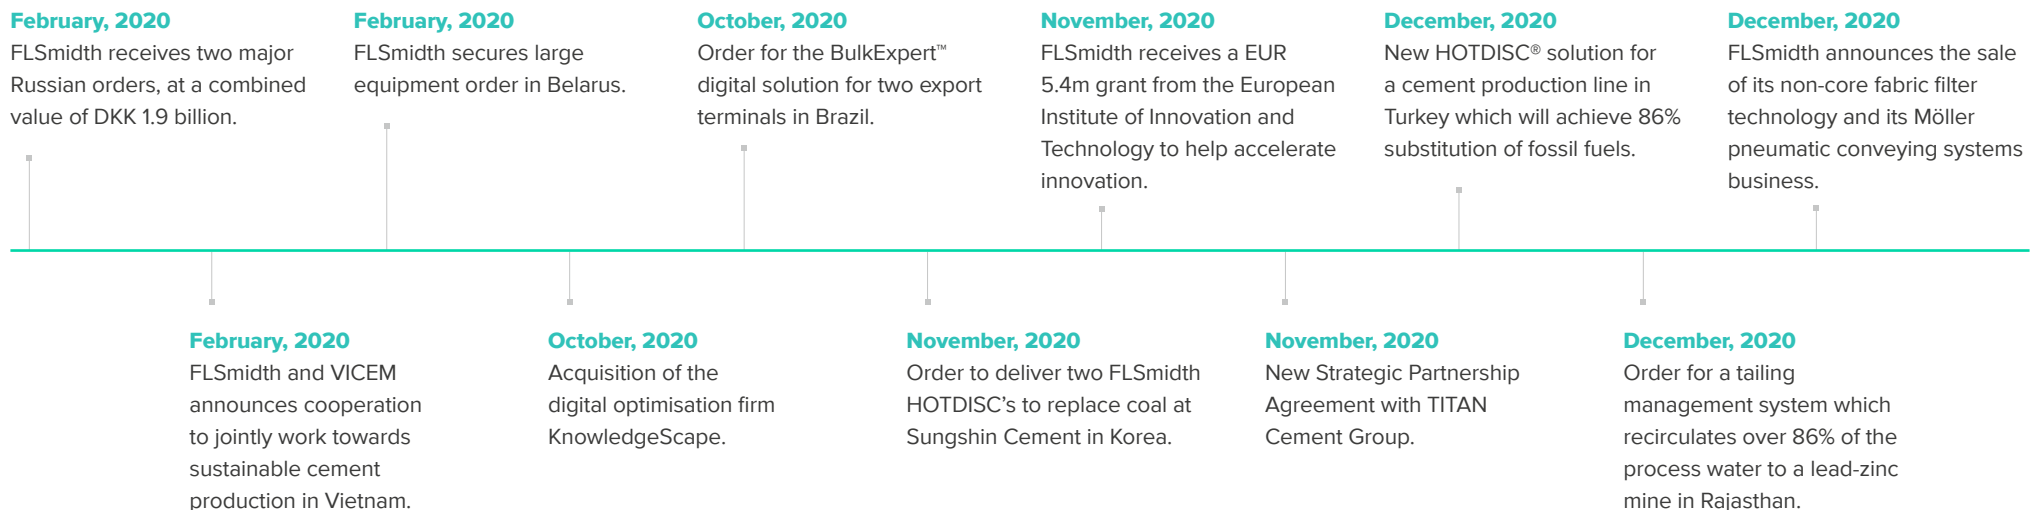 February, 2020
FLSmidth receives two major
Russian orders, at a combined
value of DKK 1.9 billion.
February, 2020
FLSmidth and VICEM
announces cooperation
to jointly work towards
sustainable cement
production in Vietnam.
February, 2020
FLSmidth secures large
equipment order in Belarus.
October, 2020
Acquisition of the
digital optimisation firm
KnowledgeScape.
October, 2020
Order for the BulkExpert™
digital solution for two export
terminals in Brazil.
November, 2020
Order to deliver two FLSmidth
HOTDISC’s to replace coal at
Sungshin Cement in Korea.
November, 2020
FLSmidth receives a EUR
5.4m grant from the European
Institute of Innovation and
Technology to help accelerate
innovation.
November, 2020
New Strategic Partnership
Agreement with TITAN
Cement Group.
December, 2020
New HOTDISC® solution for
a cement production line in
Turkey which will achieve 86%
substitution of fossil fuels.
December, 2020
Order for a tailing
management system which
recirculates over 86% of the
process water to a lead-zinc
mine in Rajasthan.
December, 2020
FLSmidth announces the sale
of its non-core fabric filter
technology and its Möller
pneumatic conveying systems
business.